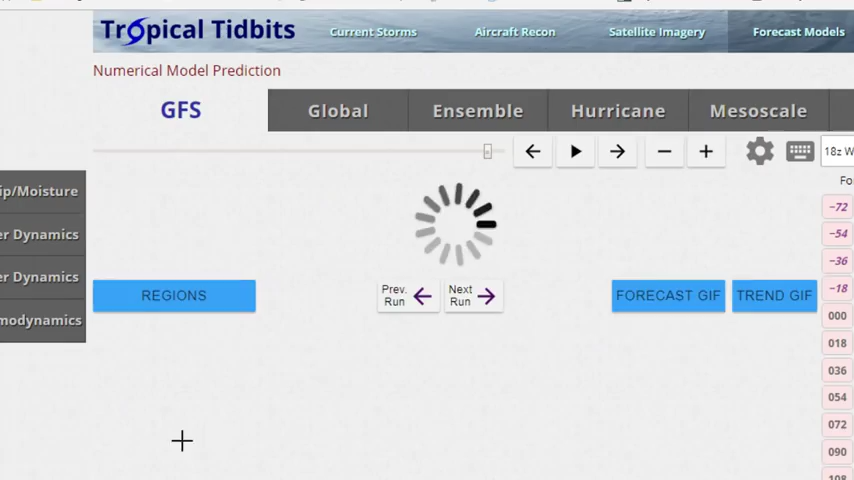 Tropical Tidbits
Current Storms
Aircraft Recon
Satellite Imagery
Forecast Models
Numerical Model Prediction
GFS
Global
Ensemble
Hurricane
Mesoscale
18z W
Fo
ip/Moisture
er Dynamics
er Dynamics
modynamics
REGIONS
Prev.
Run
Next
Run
FORECAST GIF
TREND GIF
−72
−54
−36
−18
000
018
036
054
072
090
108